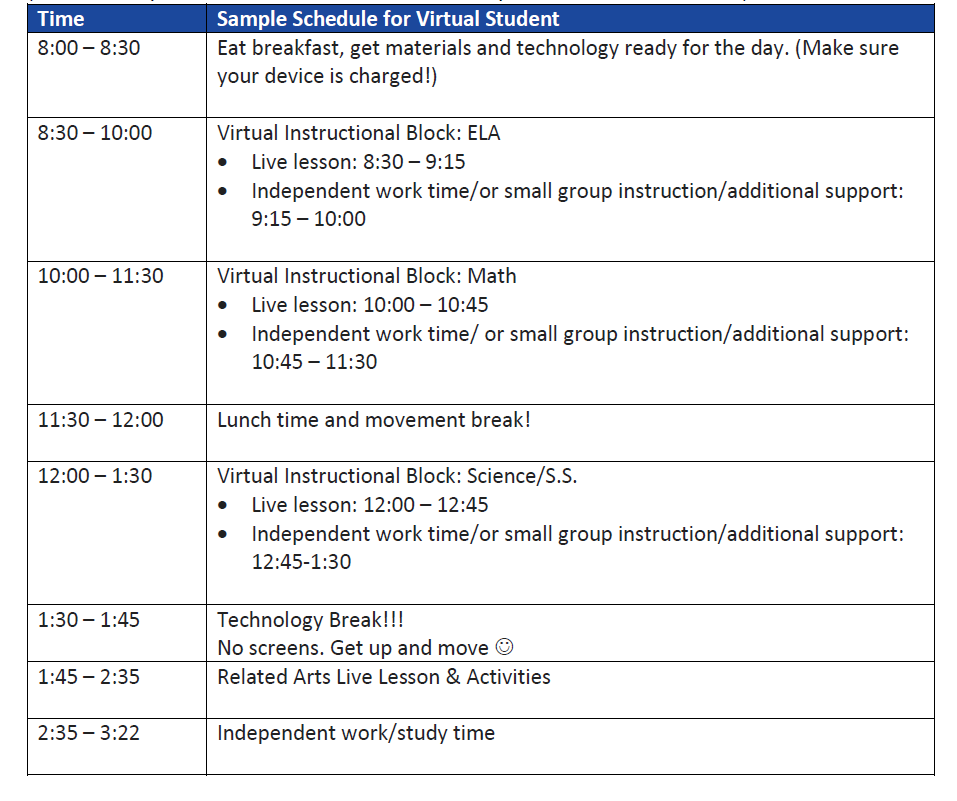 Time
Sample Schedule for Virtual Student
8:00 – 8:30
Eat breakfast, get materials and technology ready for the day. (Make sure
your device is charged!)
8:30 – 10:00
Virtual Instructional Block: ELA
• Live lesson: 8:30 – 9:15
• Independent work time/or small group instruction/additional support:
9:15 – 10:00
10:00 – 11:30
Virtual Instructional Block: Math
• Live lesson: 10:00 – 10:45
• Independent work time/ or small group instruction/additional support:
10:45 – 11:30
11:30 – 12:00
Lunch time and movement break!
12:00 – 1:30
Virtual Instructional Block: Science/S.S.
• Live lesson: 12:00 – 12:45
• Independent work time/or small group instruction/additional support:
12:45-1:30
1:30 – 1:45
Technology Break!!!
No screens. Get up and move ☺
1:45 – 2:35
Related Arts Live Lesson & Activities
2:35 – 3:22
Independent work/study time